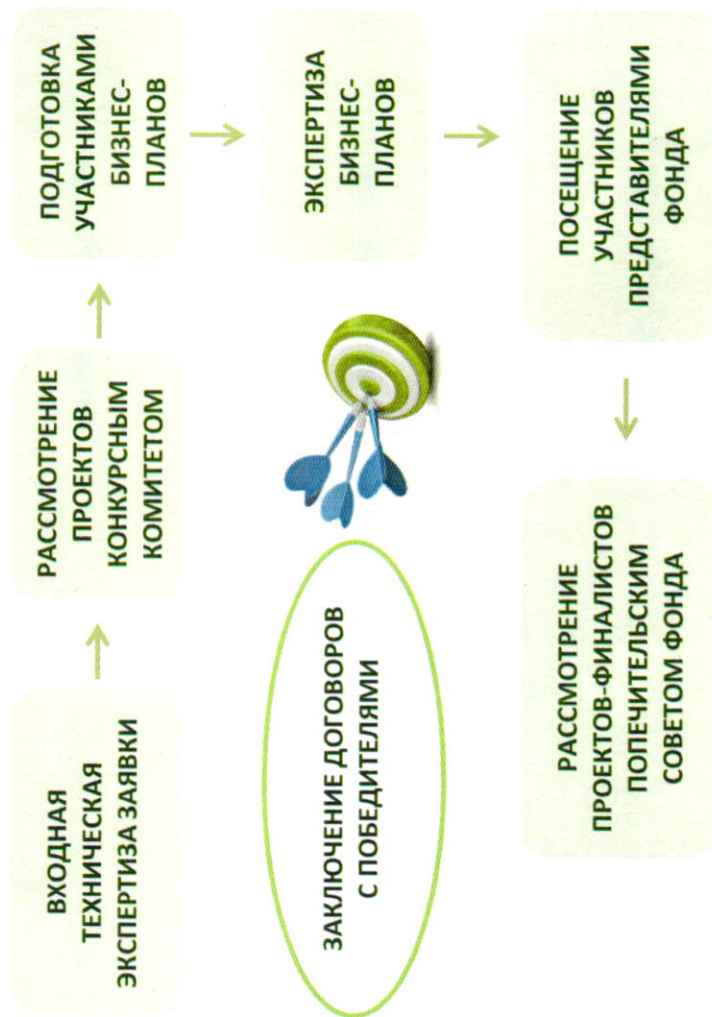 ВХОДНАЯ
ТЕХНИЧЕСКАЯ
ЭКСПЕРТИЗА ЗАЯВКИ
РАССМОТРЕНИЕ
ПРОЕКТОВ
КОНКУРСНЫМ
КОМИТЕТОМ
ПОДГОТОВКА
УЧАСТНИКАМИ
БИЗНЕС-
ПЛАНОВ
ЭКСПЕРТИЗА
БИЗНЕС-
ПЛАНОВ
ПОСЕЩЕНИЕ
УЧАСТНИКОВ
ПРЕДСТАВИТЕЛЯМИ
ФОНДА
РАССМОТРЕНИЕ
ПРОЕКТОВ-ФИНАЛИСТОВ
ПОПЕЧИТЕЛЬСКИМ
СОВЕТОМ ФОНДА
ЗАКЛЮЧЕНИЕ ДОГОВОРОВ
С ПОБЕДИТЕЛЯМИ